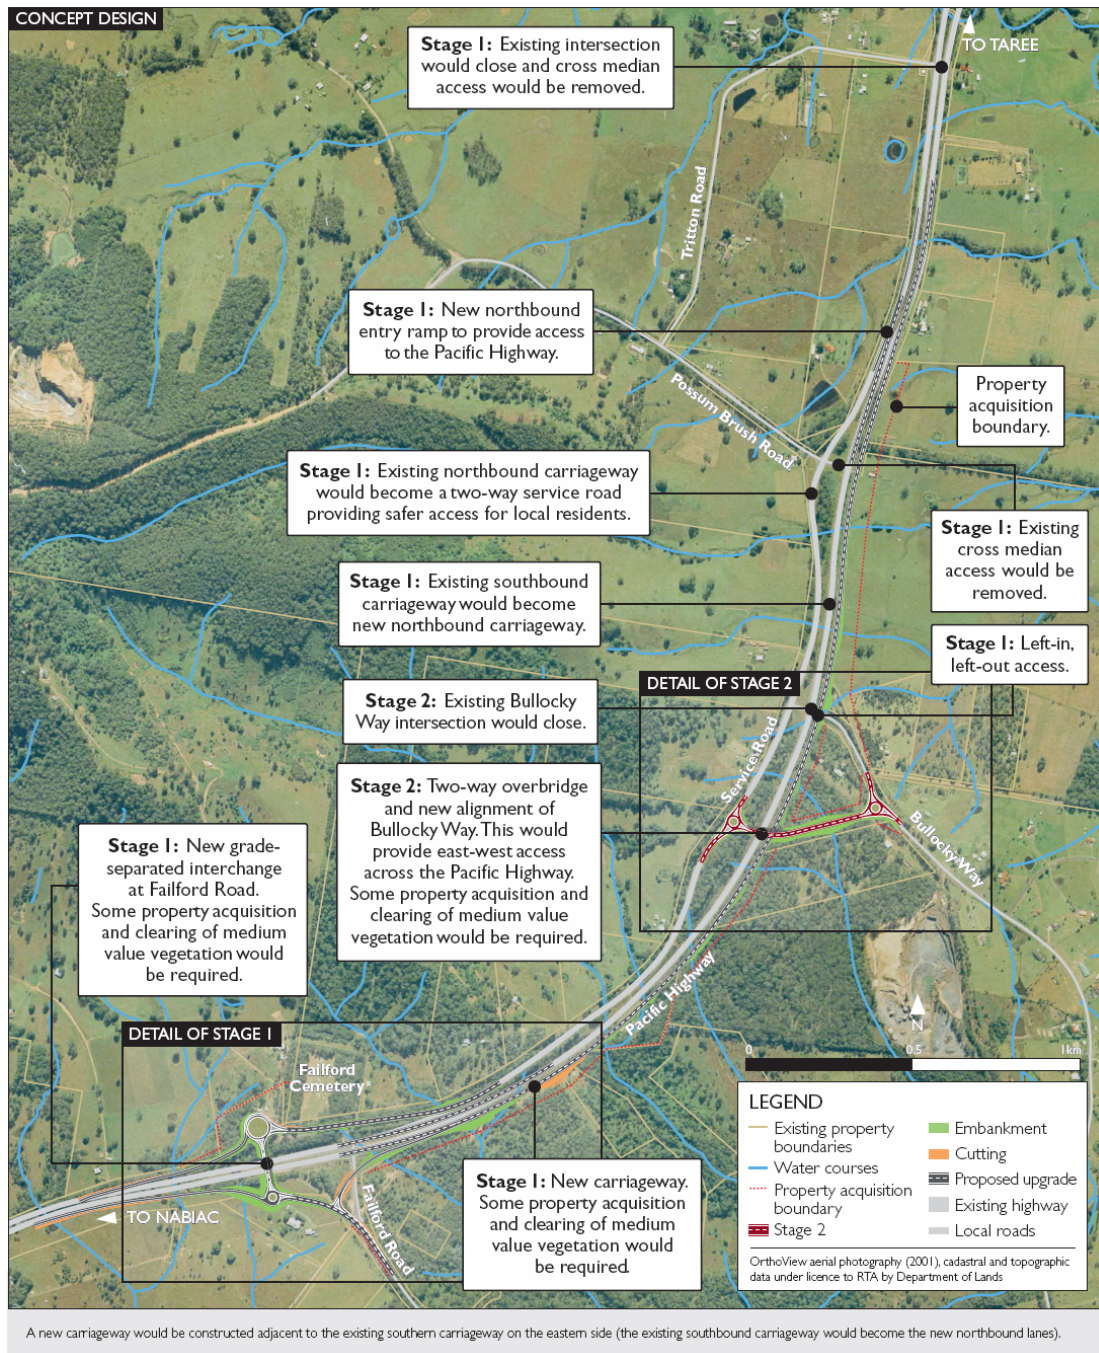 CONCEPT DESIGN
Stage 1: Existing intersection
would close and cross median
access would be removed.
TO TAREE
Tritton Road
Stage 1: New northbound
entry ramp to provide access
to the Pacific Highway.
Possum Brush Road
Property
acquisition
boundary.
Stage 1: Existing northbound carriageway
would become a two-way service road
providing safer access for local residents.
Stage 1: Existing
cross median
access would be
removed.
Stage 1: Existing southbound
carriageway would become
new northbound carriageway.
Stage 1: Left-in,
left-out access.
DETAIL OF STAGE 2
Stage 2: Existing Bullocky
Way intersection would close.
Service Road
Stage 2: Two-way overbridge
and new alignment of
Bullocky Way. This would
provide east-west access
across the Pacific Highway.
Some property acquisition and
clearing of medium value
vegetation would be required.
Bullocky Way
Stage 1: New grade-
separated interchange
at Failford Road.
Some property acquisition
and clearing of medium
value vegetation would
be required.
Pacific Highway
N
DETAIL OF STAGE 1
0 0.5 1km
Failford
Cemetery
TO NABIAC
Failford Road
Stage 1: New carriageway.
Some property acquisition
and clearing of medium
value vegetation would
be required.
LEGEND
Existing property
boundaries
Water courses
Property acquisition
boundary
Stage 2
Embankment
Cutting
Proposed upgrade
Existing highway
Local roads
OrthoView aerial photography (2001), cadastral and topographic
data under licence to RTA by Department of Lands
A new carriageway would be constructed adjacent to the existing southern carriageway on the eastern side (the existing southbound carriageway would become the new northbound lanes).